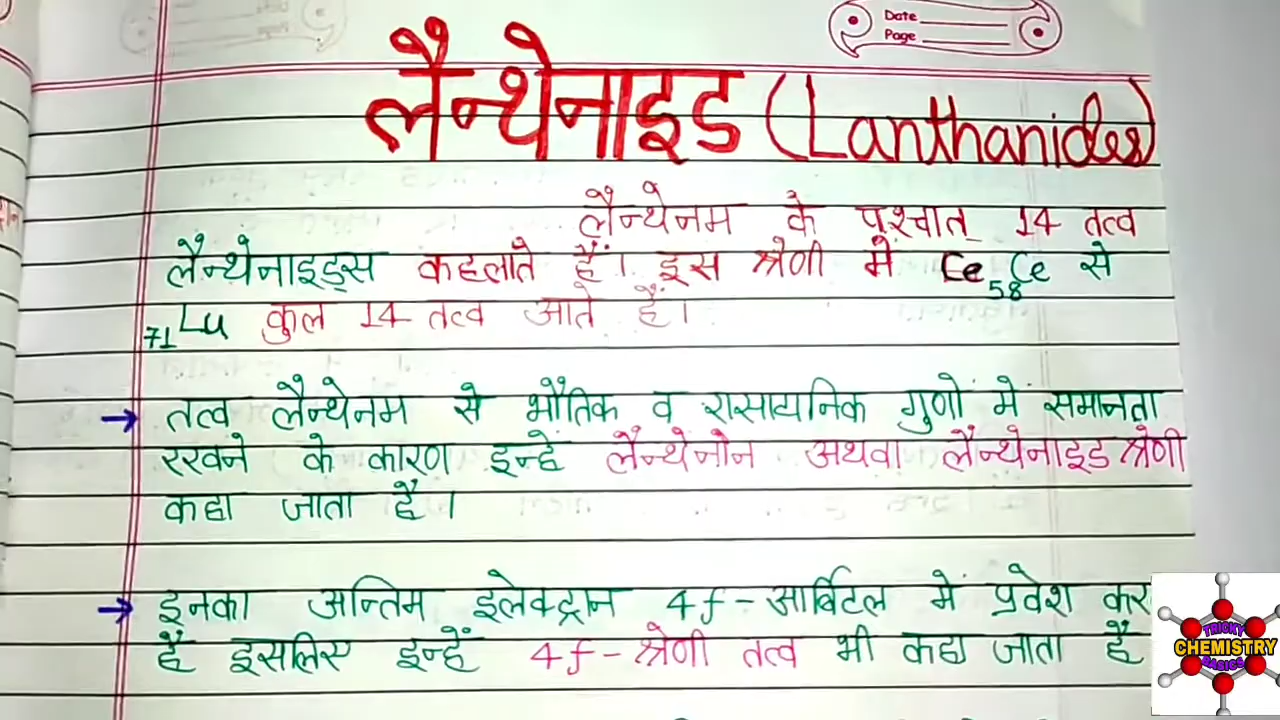 Date
Page
लैन्थेनाइड (Lanthanides)
लैन्थेनम के पश्चात् 14 तत्व
लैन्थेनाइड्स कहलाते हैं। इस श्रेणी में Ce 58Ce से
71Lu कुल 14 तत्व आते हैं।
→ तत्व लैन्थेनम से भौतिक व रासायनिक गुणों में समानता
रखने के कारण इन्हें लैन्थेनोन अथवा लैन्थेनाइड श्रेणी
कहा जाता है।
→ इनका अन्तिम इलेक्ट्रान 4f-आर्बिटल में प्रवेश कर
है इसलिए इन्हें 4f-श्रेणी तत्व भी कहा जाता है
TRICKY
CHEMISTRY
BASICS